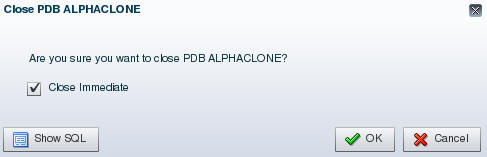 Close PDB ALPHACLONE
Are you sure you want to close PDB ALPHACLONE?
Close Immediate
Show SQL
OK
Cancel